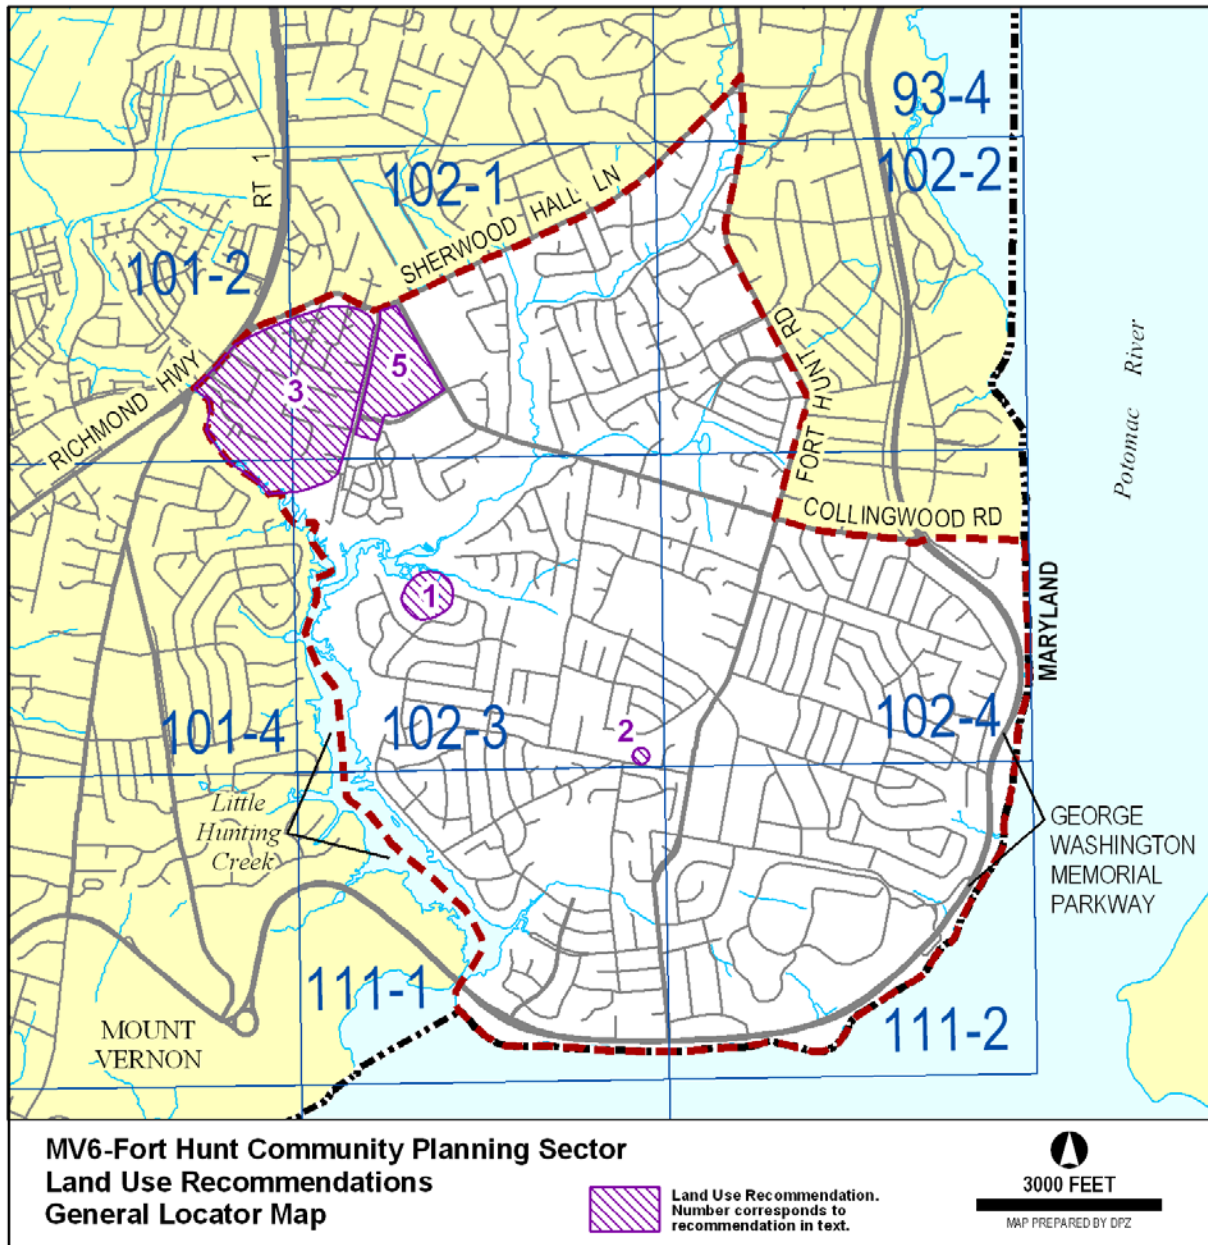 93-4
102-2
102-1
RT 1
SHERWOOD HALL LN
101-2
RICHMOND HWY
3
5
FORT HUNT RD
Potomac River
COLLINGWOOD RD
MARYLAND
1
2
101-4
102-3
102-4
Little
Hunting
Creek
GEORGE
WASHINGTON
MEMORIAL
PARKWAY
111-1
111-2
MOUNT
VERNON
MV6-Fort Hunt Community Planning Sector
Land Use Recommendations
General Locator Map
Land Use Recommendation.
Number corresponds to
recommendation in text.
3000 FEET
MAP PREPARED BY DPZ